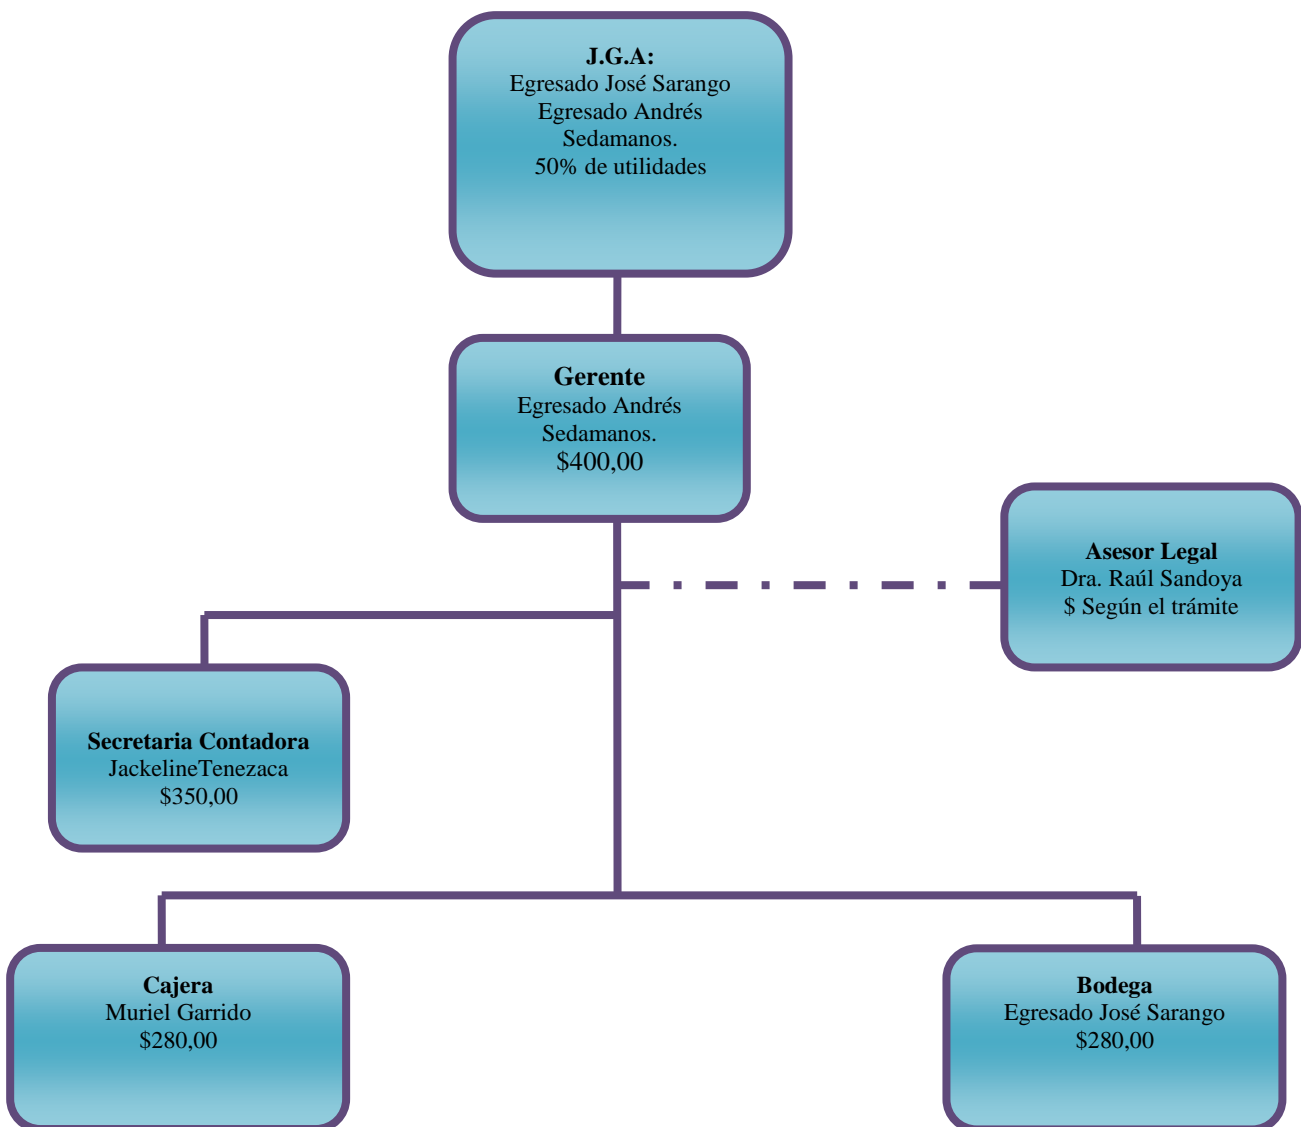 J.G.A:
Egresado José Sarango
Egresado Andrés
Sedamanos.
50% de utilidades
Gerente
Egresado Andrés
Sedamanos.
$400,00
Asesor Legal
Dra. Raúl Sandoya
$ Según el trámite
Secretaria Contadora
JackelineTenezaca
$350,00
Cajera
Muriel Garrido
$280,00
Bodega
Egresado José Sarango
$280,00